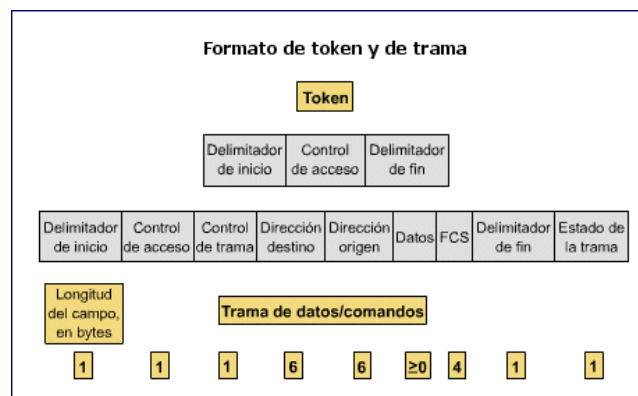 Formato de token y de trama
Token
Delimitador de inicio Control de acceso Delimitador de fin
Delimitador de inicio Control de acceso Control de trama Dirección destino Dirección origen Datos FCS Delimitador de fin Estado de la trama
Longitud del campo, en bytes
Trama de datos/comandos
1 1 1 6 6 ≥0 4 1 1